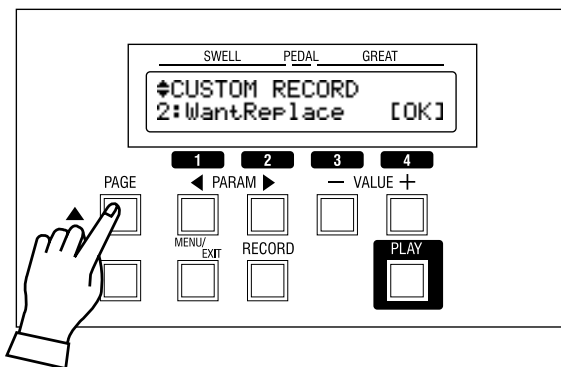 SWELL PEDAL GREAT
CUSTOM RECORD
2:WantReplace [OK]
1 2 3 4
PAGE ◀ PARAM ▶ − VALUE +
▲
MENU/
EXIT RECORD PLAY